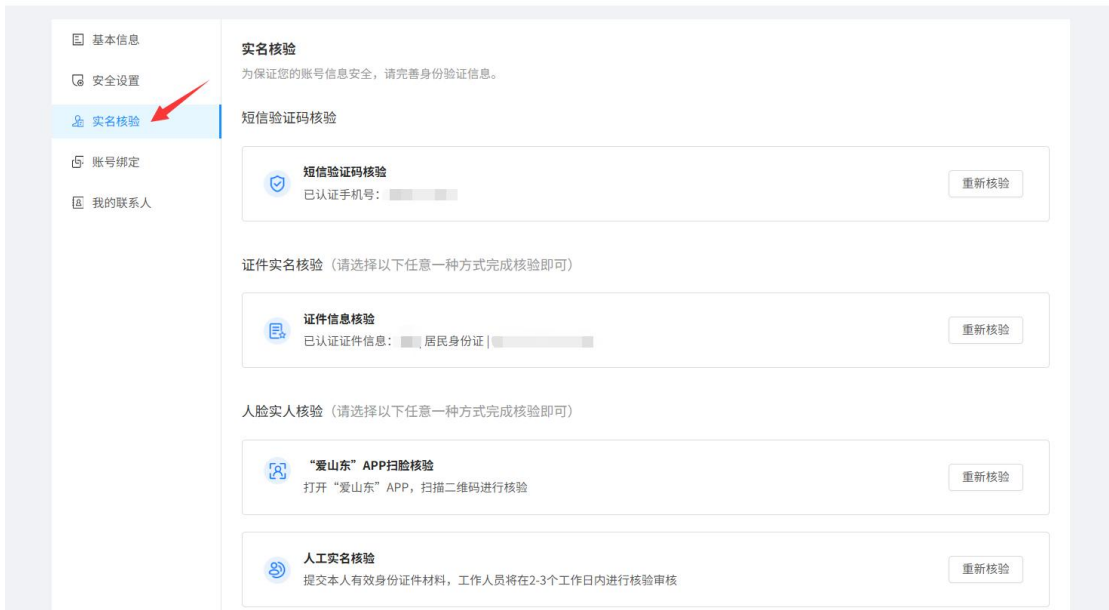 基本信息
安全设置
实名核验
账号绑定
我的联系人
实名核验
为保证您的账号信息安全，请完善身份验证信息。
短信验证码核验
短信验证码核验
已认证手机号：
重新核验
证件实名核验（请选择以下任意一种方式完成核验即可）
证件信息核验
已认证证件信息： | 居民身份证 |
重新核验
人脸实人核验（请选择以下任意一种方式完成核验即可）
“爱山东”APP扫脸核验
打开“爱山东”APP，扫描二维码进行核验
重新核验
人工实名核验
提交本人有效身份证件材料，工作人员将在2-3个工作日内进行核验审核
重新核验